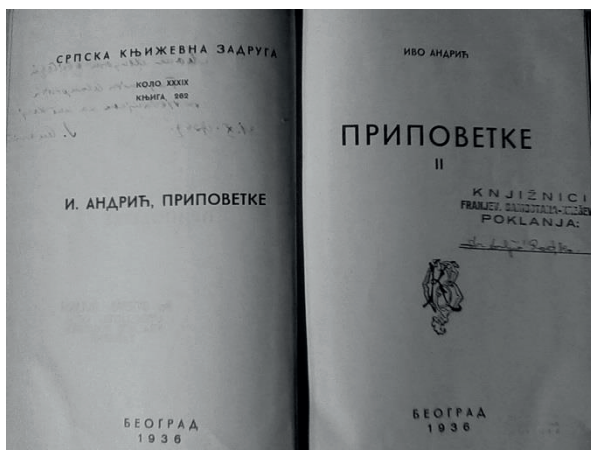 СРПСКА КЊИЖЕВНА ЗАДРУГА
КОЛО XXXIX
КЊИГА 262
И. АНДРИЋ, ПРИПОВЕТКЕ
БЕОГРАД
1936
ИВО АНДРИЋ
ПРИПОВЕТКЕ
II
KNJIŽNICI
FRANJEV.
POKLANJA:
БЕОГРАД
1936